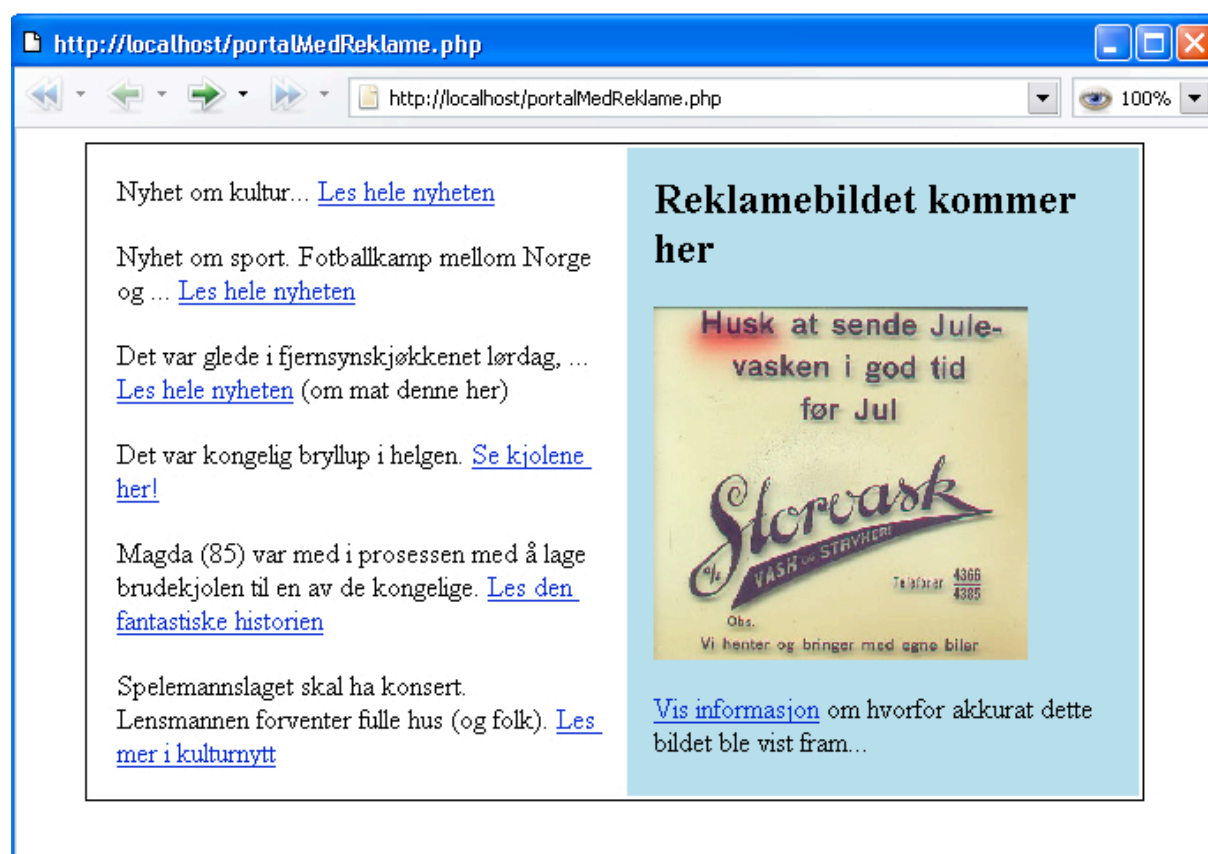 http://localhost/portalMedReklame.php
http://localhost/portalMedReklame.php
100%
Nyhet om kultur... Les hele nyheten
Nyhet om sport. Fotballkamp mellom Norge
og ... Les hele nyheten
Det var glede i fjernsynskjøkkenet lørdag, ...
Les hele nyheten (om mat denne her)
Det var kongelig bryllup i helgen. Se kjolene
her!
Magda (85) var med i prosessen med å lage
brudekjolen til en av de kongelige. Les den
fantastiske historien
Spelemannslaget skal ha konsert.
Lensmannen forventer fulle hus (og folk). Les
mer i kulturnytt
Reklamebildet kommer
her
Husk at sende Jule-
vasken i god tid
før Jul
Storvask
A/S VASK OG STRYKERI
Telefoner 4366
4385
Obs.
Vi henter og bringer med egne biler
Vis informasjon om hvorfor akkurat dette
bildet ble vist fram...